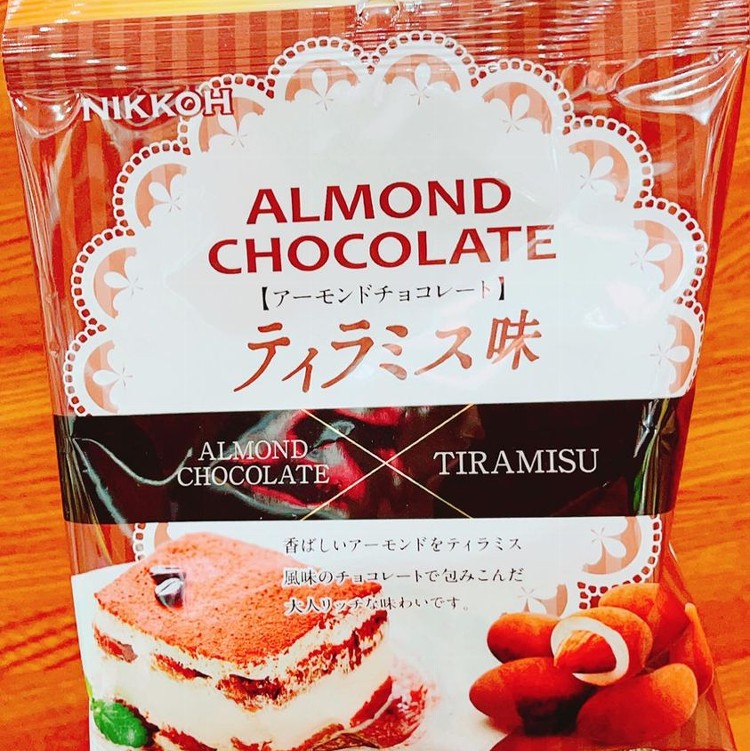 NIKKOH
ALMOND
CHOCOLATE
【アーモンドチョコレート】
ティラミス味
ALMOND
CHOCOLATE
TIRAMISU
香ばしいアーモンドをティラミス
風味のチョコレートで包みこんだ
大人リッチな味わいです。